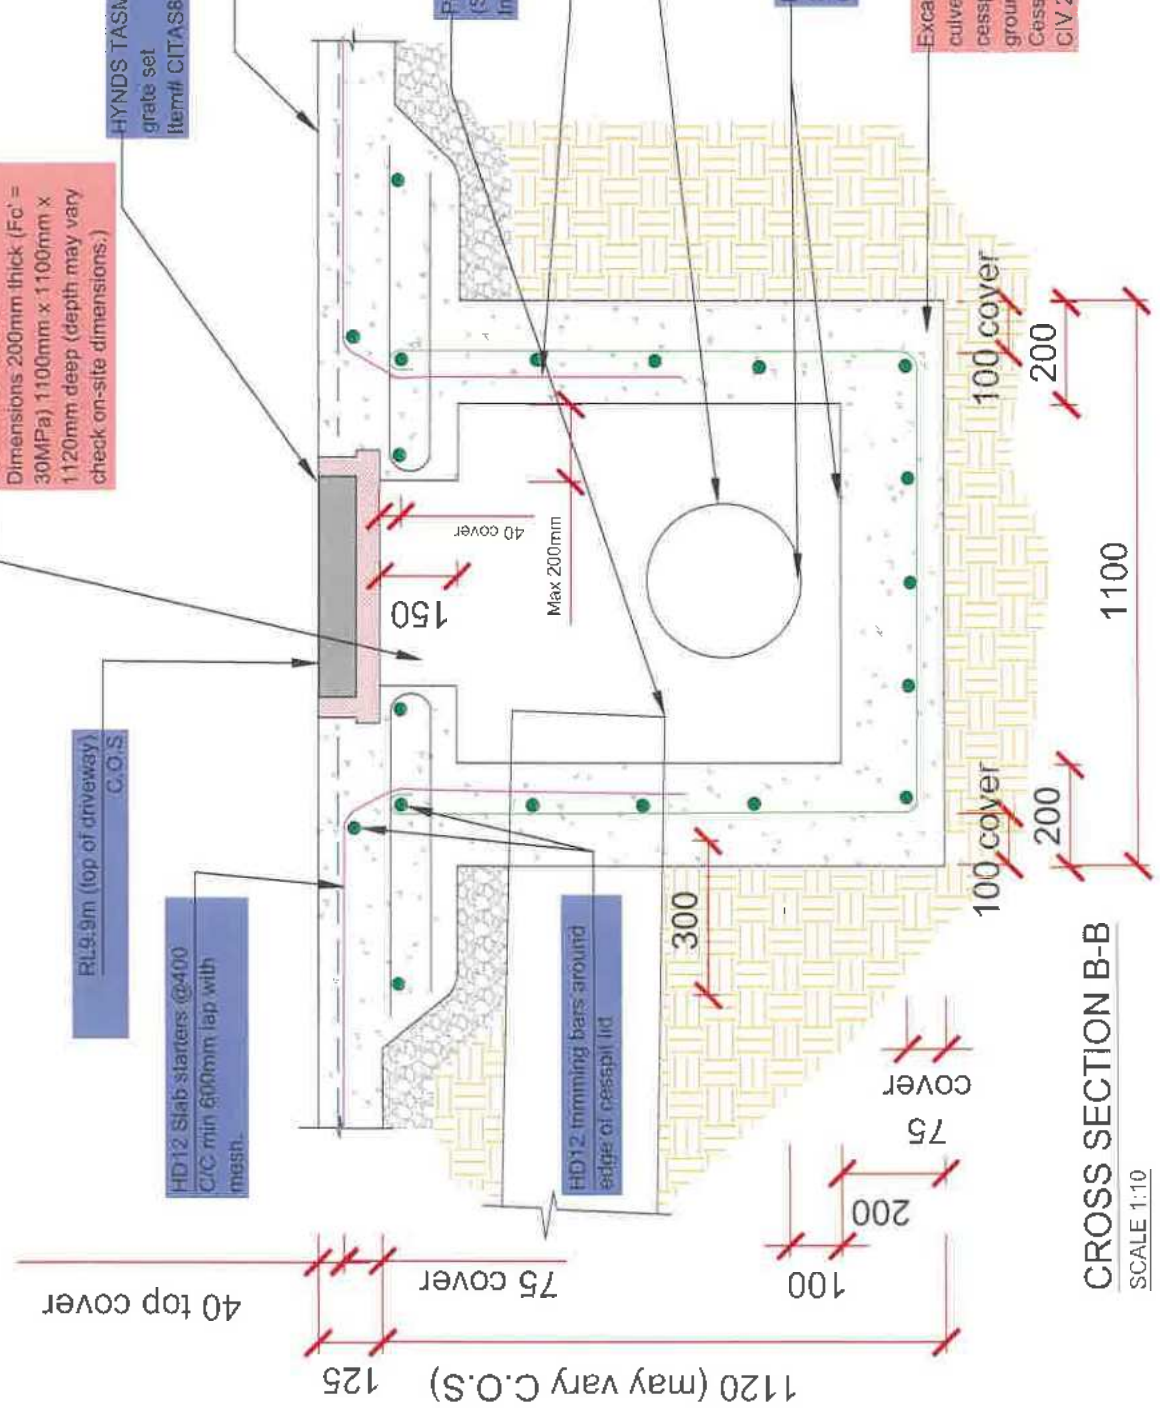 Dimensions 200mm thick (Fc' =
30MPa) 1100mm x 1100mm x
1120mm deep (depth may vary
check on-site dimensions.)
HYNDS
grate set
RL9.9m (top of driveway)
C.O.S
HD12 Slab starters @400
C/C min 600mm lap with
mesh.
HD12 trimming bars around
edge of cesspit lid
40 top cover
125
75 cover
1120 (may vary C.O.S)
40 cover
150
Max 200mm
300
100
200
75
cover
100 cover
200
100 cover
200
1100
CROSS SECTION B-B
SCALE 1:10